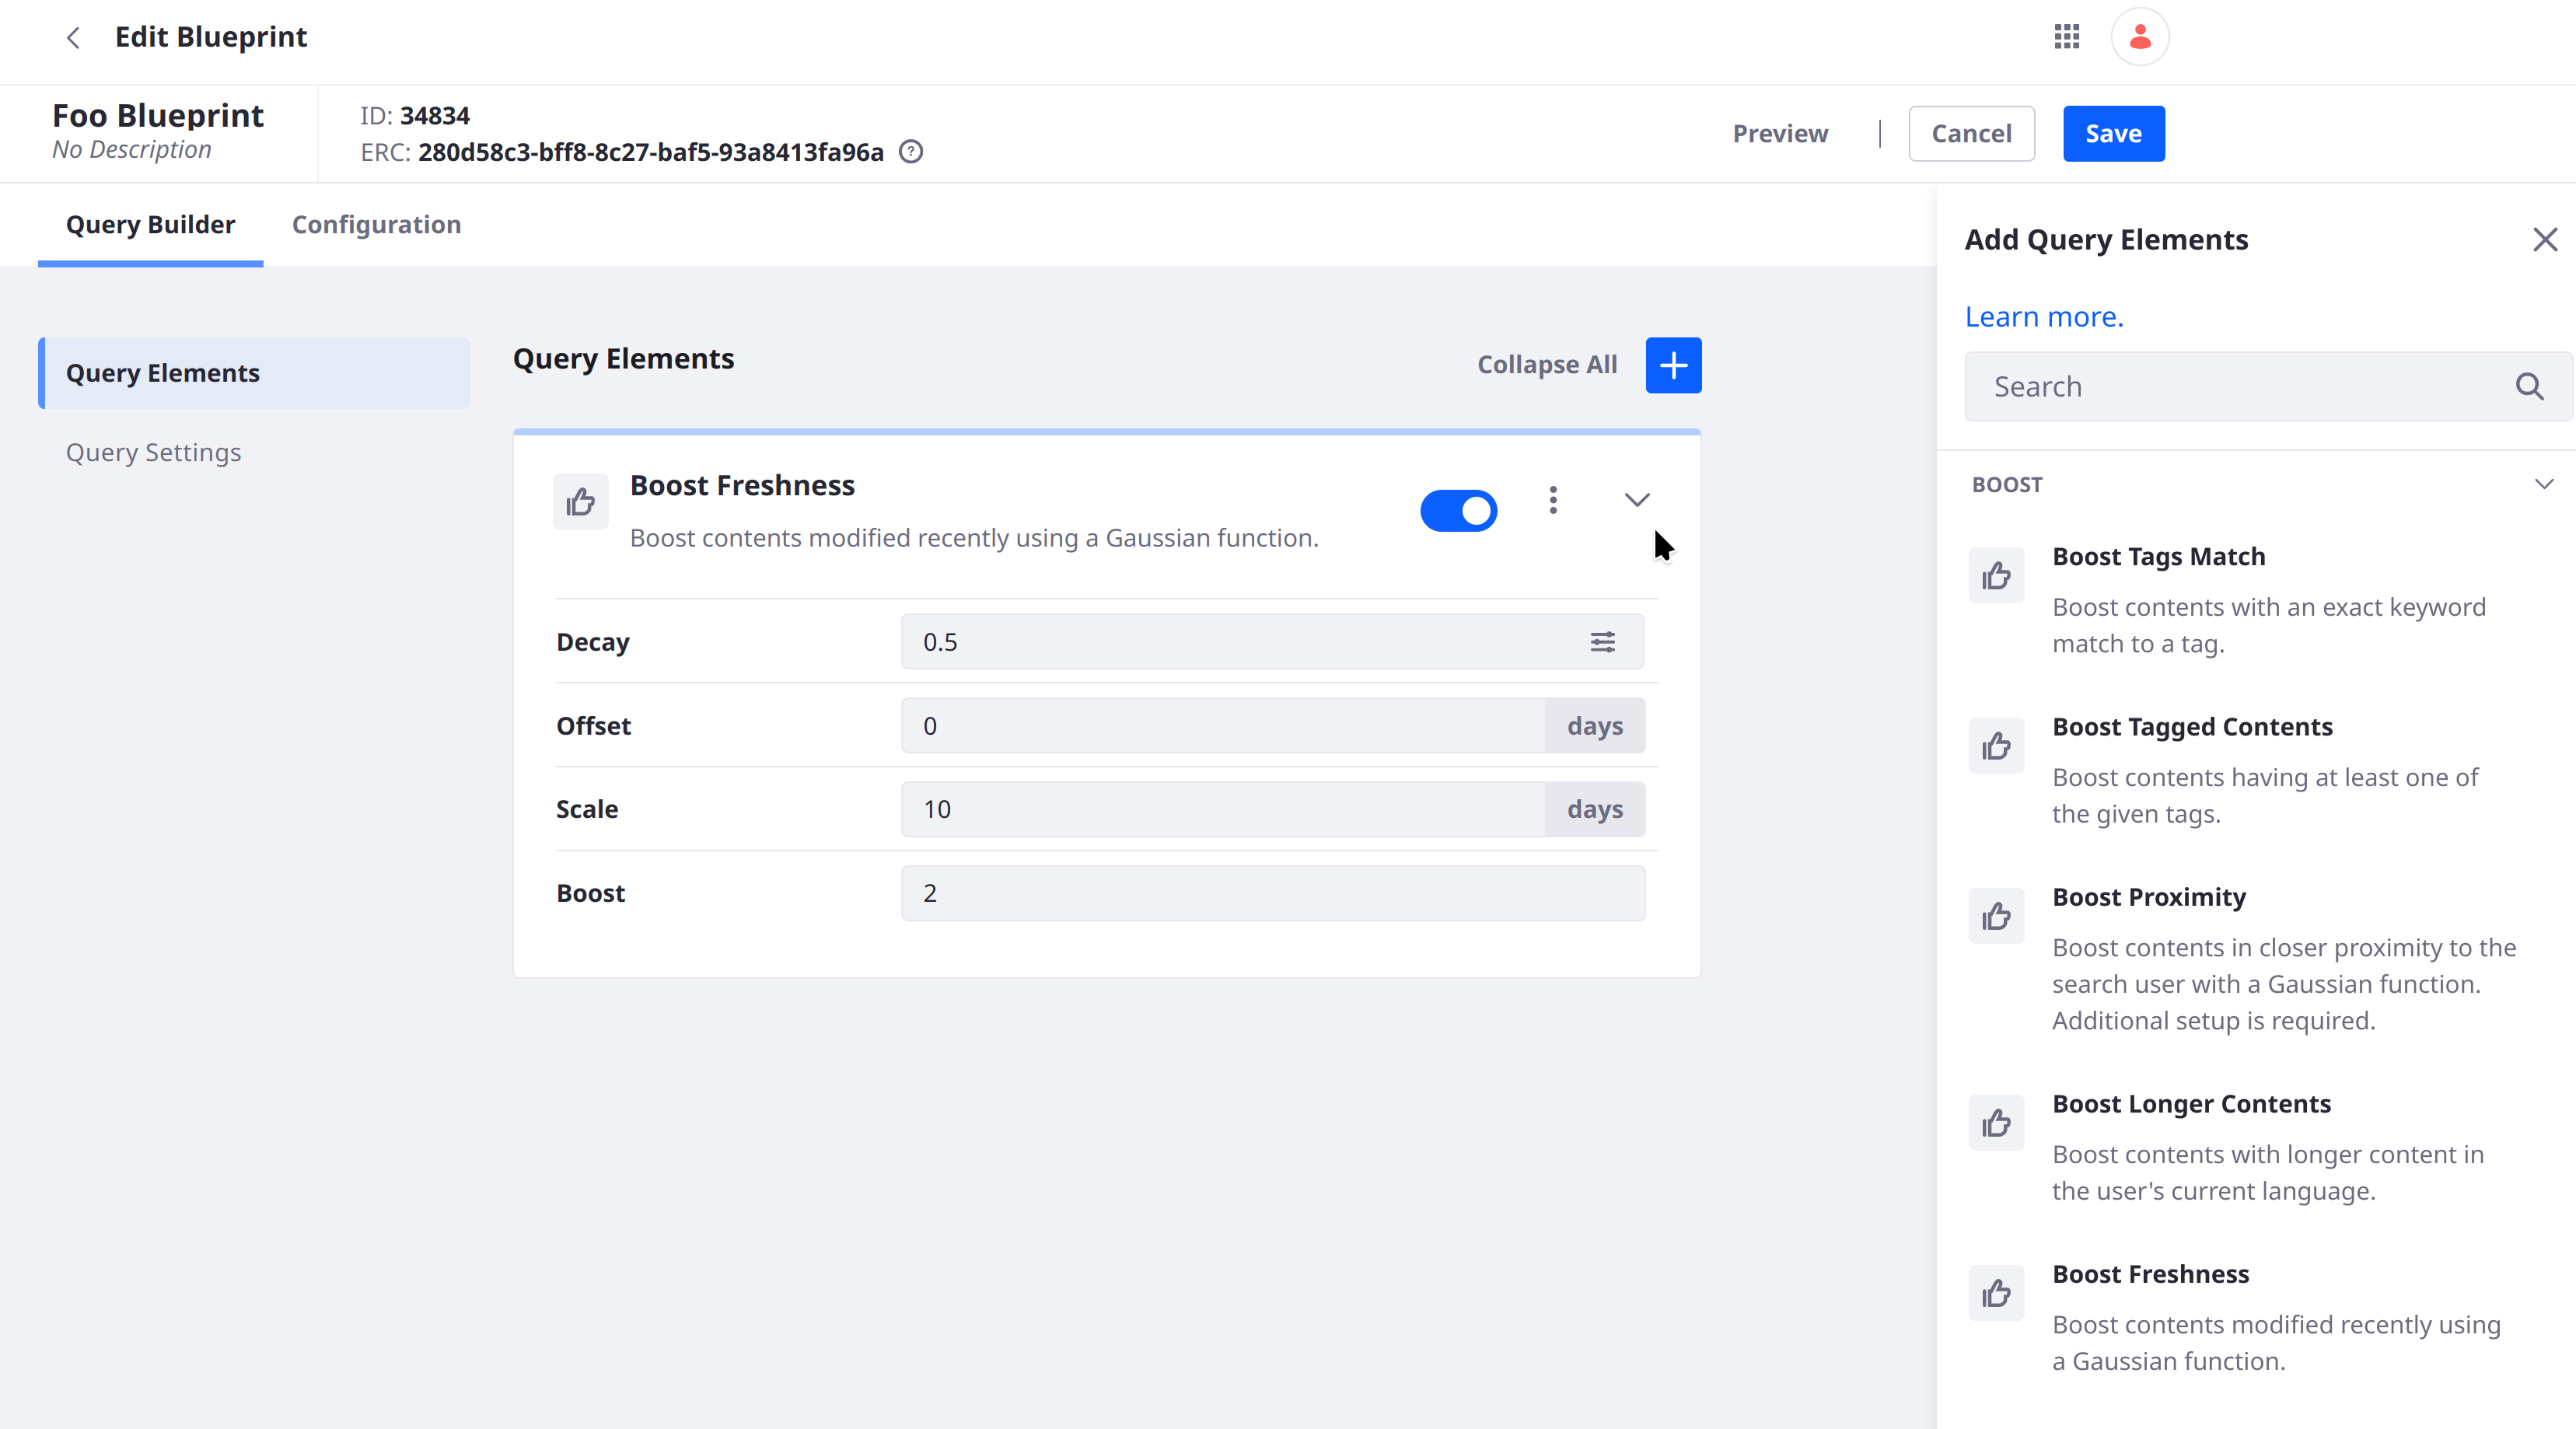 Edit Blueprint
Foo Blueprint
No Description
ID: 34834
ERC: 280d58c3-bff8-8c27-baf5-93a8413fa96a
Preview
Cancel
Save
Query Builder
Configuration
Query Elements
Query Settings
Query Elements
Collapse All
Boost Freshness
Boost contents modified recently using a Gaussian function.
Decay
0.5
Offset
0
days
Scale
10
days
Boost
2
Add Query Elements
Learn more.
Search
BOOST
Boost Tags Match
Boost contents with an exact keyword
match to a tag.
Boost Tagged Contents
Boost contents having at least one of
the given tags.
Boost Proximity
Boost contents in closer proximity to the
search user with a Gaussian function.
Additional setup is required.
Boost Longer Contents
Boost contents with longer content in
the user's current language.
Boost Freshness
Boost contents modified recently using
a Gaussian function.